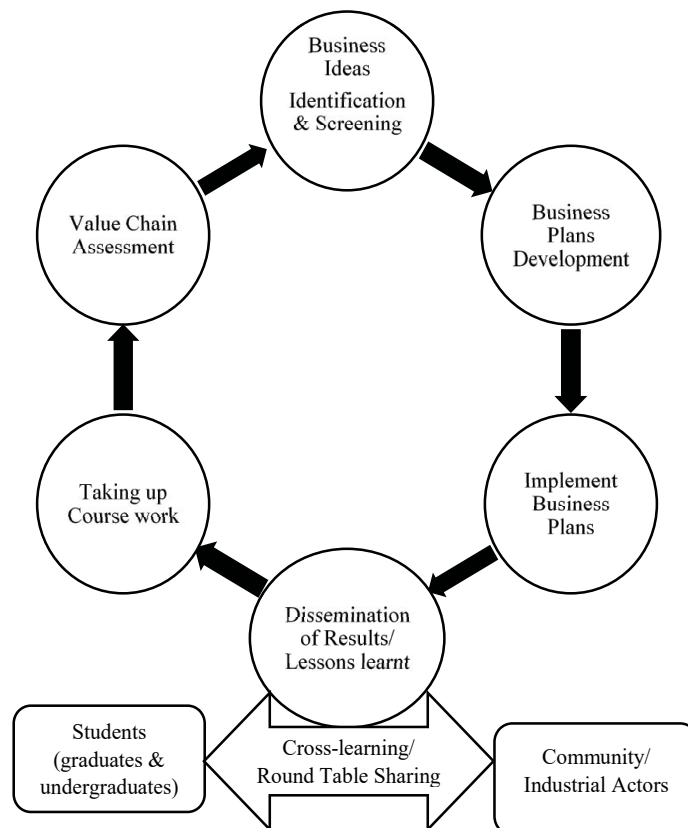 Business
Ideas
Identification
& Screening
Business
Plans
Development
Implement
Business
Plans
Dissemination
of Results/
Lessons learnt
Taking up
Course work
Value Chain
Assessment
Students
(graduates &
undergraduates)
Cross-learning/
Round Table Sharing
Community/
Industrial Actors